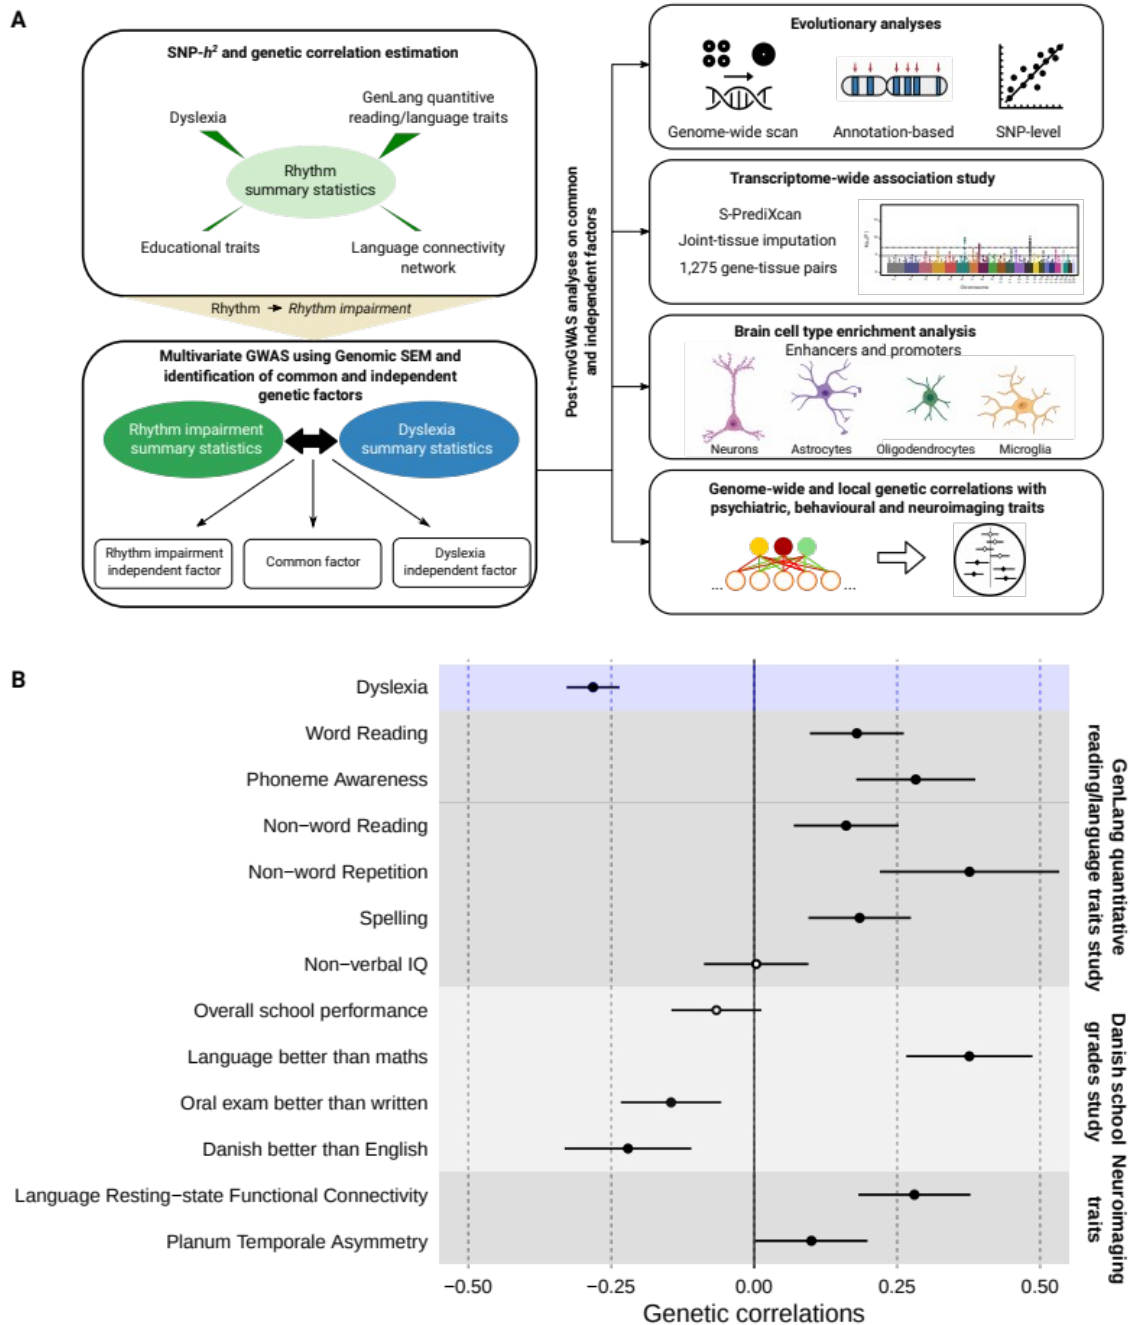 A
SNP-h² and genetic correlation estimation
Dyslexia
GenLang quantitive
reading/language traits
Rhythm
summary statistics
Educational traits
Language connectivity
network
Rhythm → Rhythm impairment
Multivariate GWAS using Genomic SEM and
identification of common and independent
genetic factors
Rhythm impairment
summary statistics
Dyslexia
summary statistics
Rhythm impairment
independent factor
Common factor
Dyslexia
independent factor
Post-mvGWAS analyses on common
and independent factors
Evolutionary analyses
Genome-wide scan
Annotation-based
SNP-level
Transcriptome-wide association study
S-PrediXcan
Joint-tissue imputation
1,275 gene-tissue pairs
Chromosome
Brain cell type enrichment analysis
Enhancers and promoters
Neurons
Astrocytes
Oligodendrocytes
Microglia
Genome-wide and local genetic correlations with
psychiatric, behavioural and neuroimaging traits
...
...
B
Dyslexia
Word Reading
Phoneme Awareness
Non−word Reading
Non−word Repetition
Spelling
Non−verbal IQ
Overall school performance
Language better than maths
Oral exam better than written
Danish better than English
Language Resting−state Functional Connectivity
Planum Temporale Asymmetry
GenLang quantitative
reading/language traits study
Danish school
grades study
Neuroimaging
traits
−0.50
−0.25
0.00
0.25
0.50
Genetic correlations